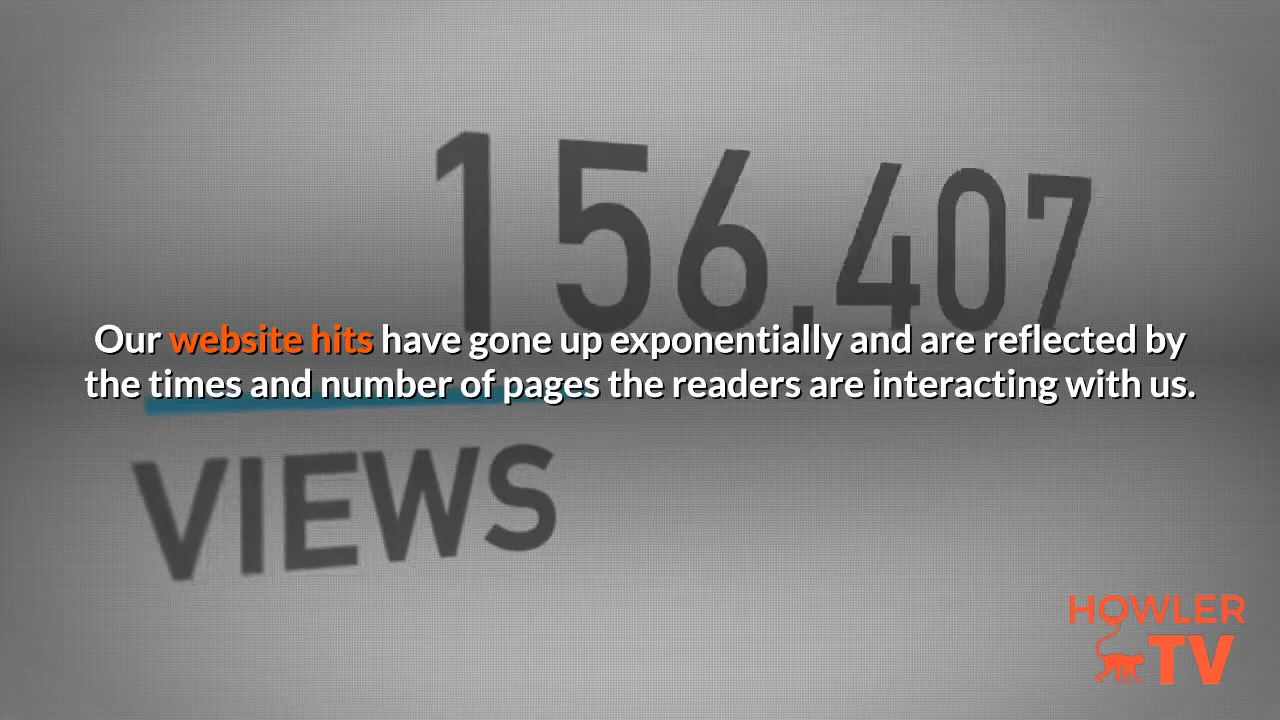 156.407
Our website hits have gone up exponentially and are reflected by
the times and number of pages the readers are interacting with us.
VIEWS
HOWLER
TV